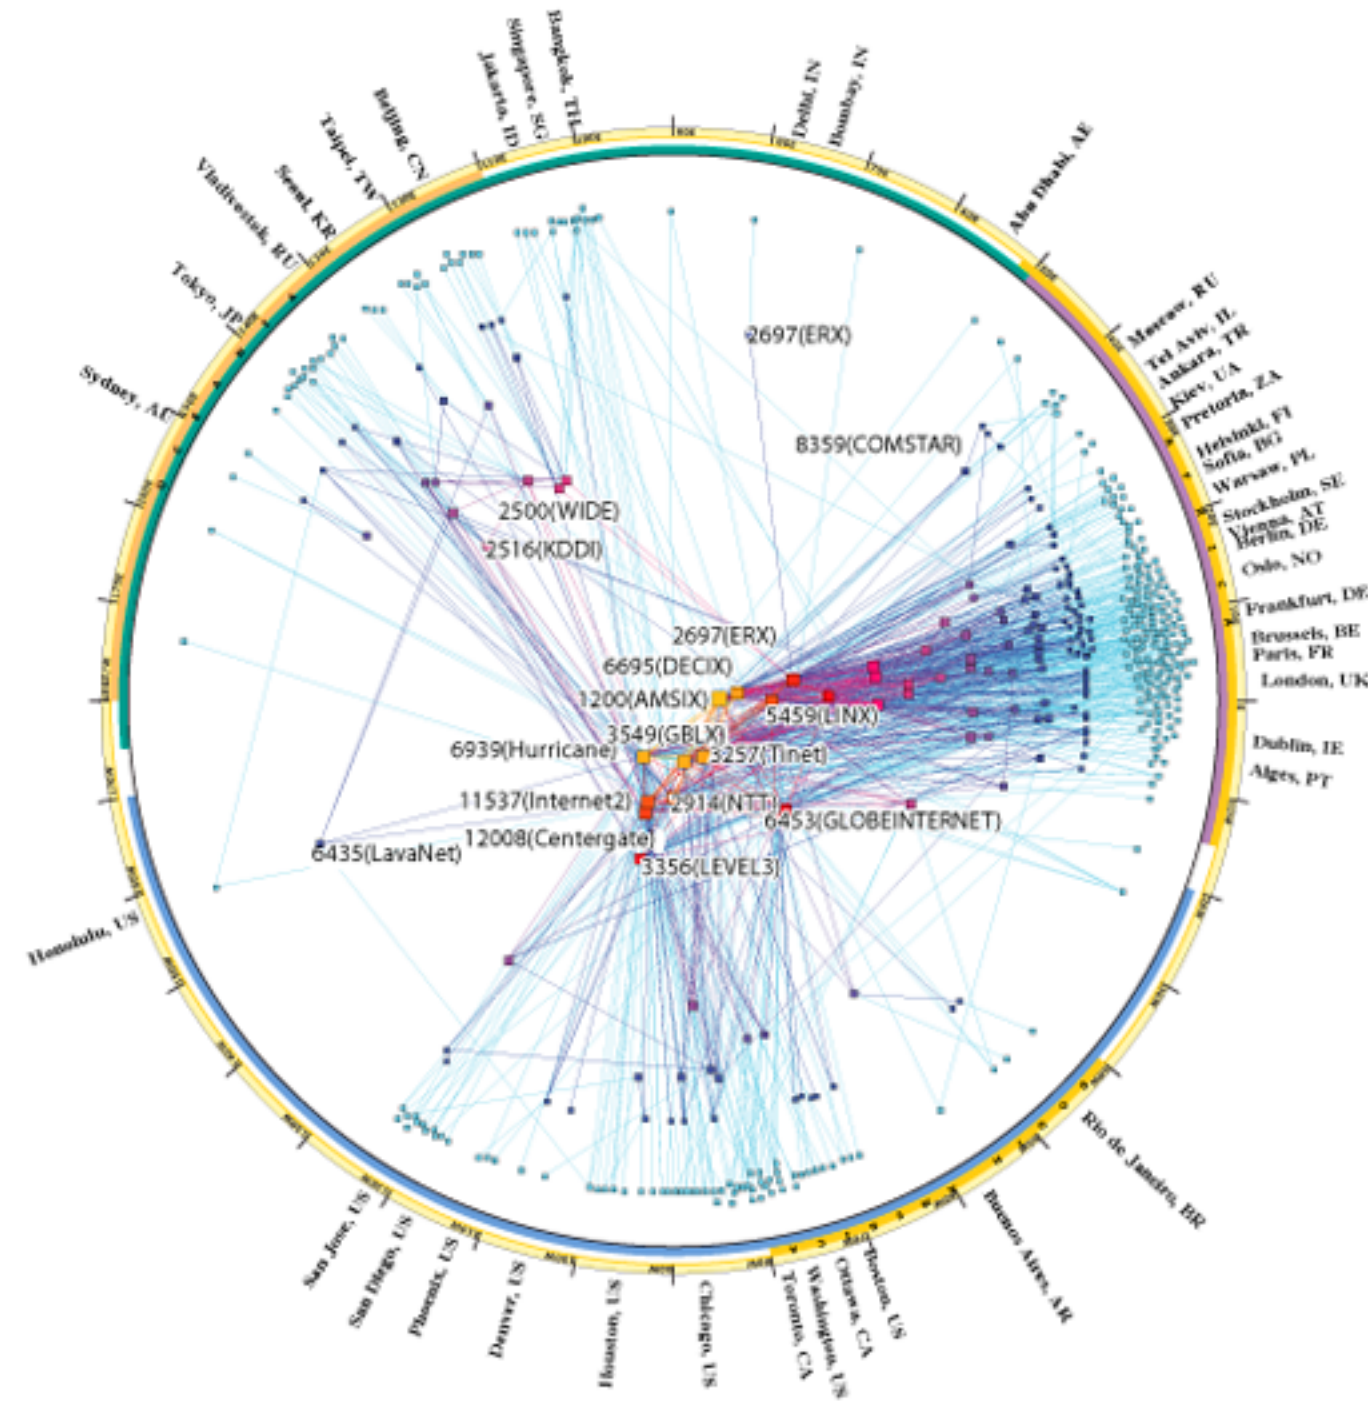 Bangkok, TH
Singapore, SG
Jakarta, ID
Beijing, CN
Taipei, TW
Seoul, KR
Vladivostok, RU
Tokyo, JP
Sydney, AU
Honolulu, US
Delhi, IN
Bombay, IN
Abu Dhabi, AE
Moscow, RU
Tel Aviv, IL
Ankara, TR
Kiev, UA
Pretoria, ZA
Helsinki, FI
Sofia, BG
Warsaw, PL
Stockholm, SE
Vienna, AT
Berlin, DE
Oslo, NO
Frankfurt, DE
Brussels, BE
Paris, FR
London, UK
Dublin, IE
Alges, PT
2697(ERX)
8359(COMSTAR)
2500(WIDE)
2516(KDDI)
2697(ERX)
6695(DECIX)
1200(AMSIX)
5459(LINX)
3549(GBLX)
6939(Hurricane)
3257(Tinet)
11537(Internet2)
2914(NTT)
6453(GLOBEINTERNET)
12008(Centergate)
6435(LavaNet)
3356(LEVEL3)
San Jose, US
San Diego, US
Phoenix, US
Denver, US
Houston, US
Chicago, US
Toronto, CA
Washington, US
Ottawa, CA
Boston, US
Buenos Aires, AR
Rio de Janeiro, BR